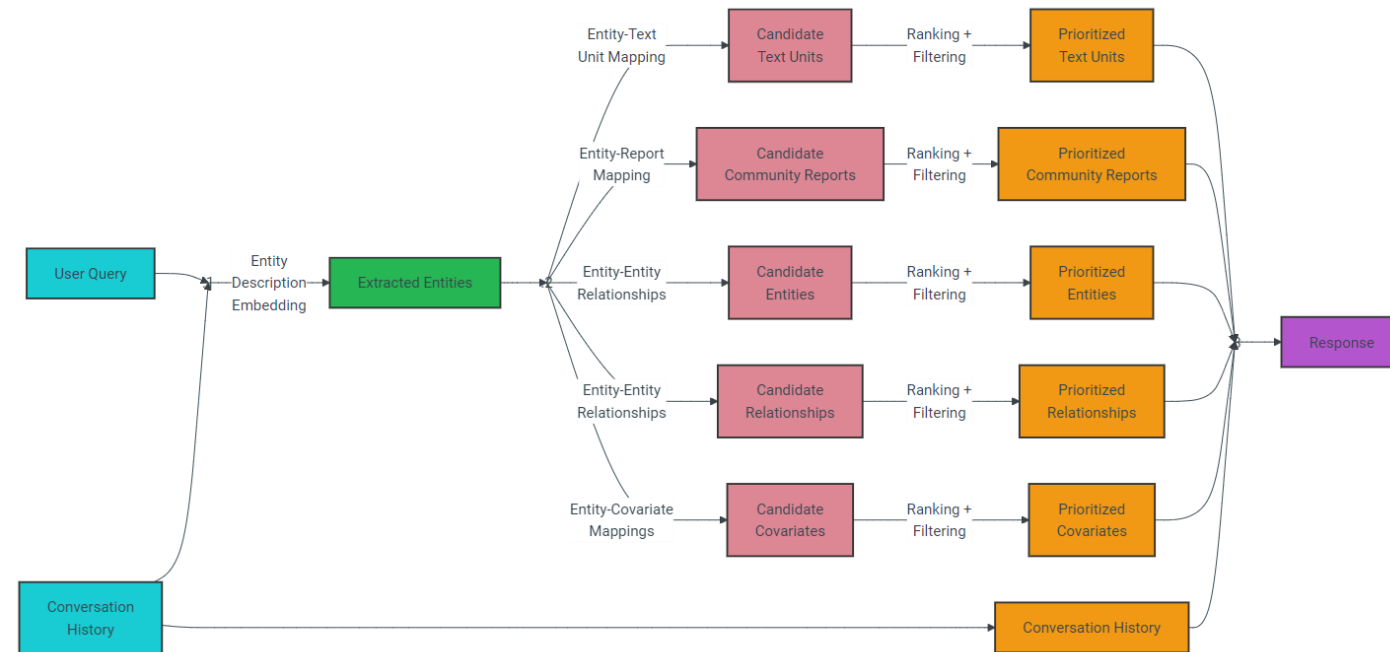 User Query
Conversation
History
1
Entity
Description
Embedding
Extracted Entities
2
Entity-Text
Unit Mapping
Candidate
Text Units
Ranking +
Filtering
Prioritized
Text Units
Entity-Report
Mapping
Candidate
Community Reports
Ranking +
Filtering
Prioritized
Community Reports
Entity-Entity
Relationships
Candidate
Entities
Ranking +
Filtering
Prioritized
Entities
Entity-Entity
Relationships
Candidate
Relationships
Ranking +
Filtering
Prioritized
Relationships
Entity-Covariate
Mappings
Candidate
Covariates
Ranking +
Filtering
Prioritized
Covariates
Conversation History
3
Response